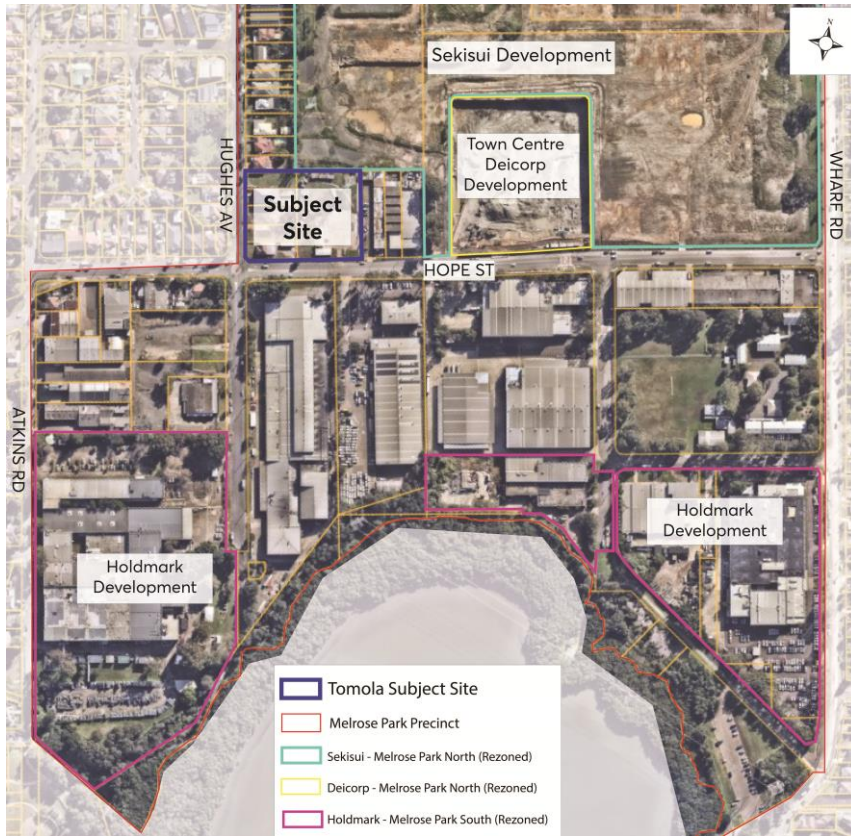 N
Sekisui Development
Town Centre
Deicorp
Development
HUGHES AV
WHARF RD
Subject
Site
HOPE ST
ATKINS RD
Holdmark
Development
Holdmark
Development
Tomola Subject Site
Melrose Park Precinct
Sekisui - Melrose Park North (Rezoned)
Deicorp - Melrose Park North (Rezoned)
Holdmark - Melrose Park South (Rezoned)